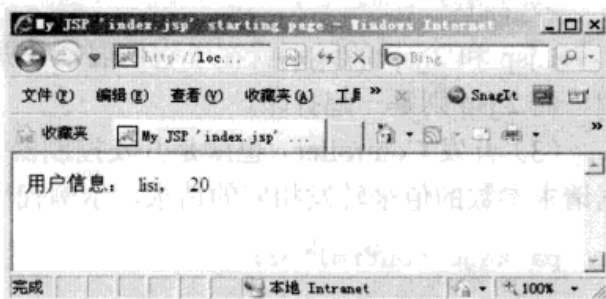 My JSP 'index.jsp' starting page - Windows Internet
http://loc...
Bing
文件(F) 编辑(E) 查看(V) 收藏夹(A) 工具 »
SnagIt
收藏夹
My JSP 'index.jsp' ...
»
用户信息: lisi, 20
完成
本地 Intranet
100%